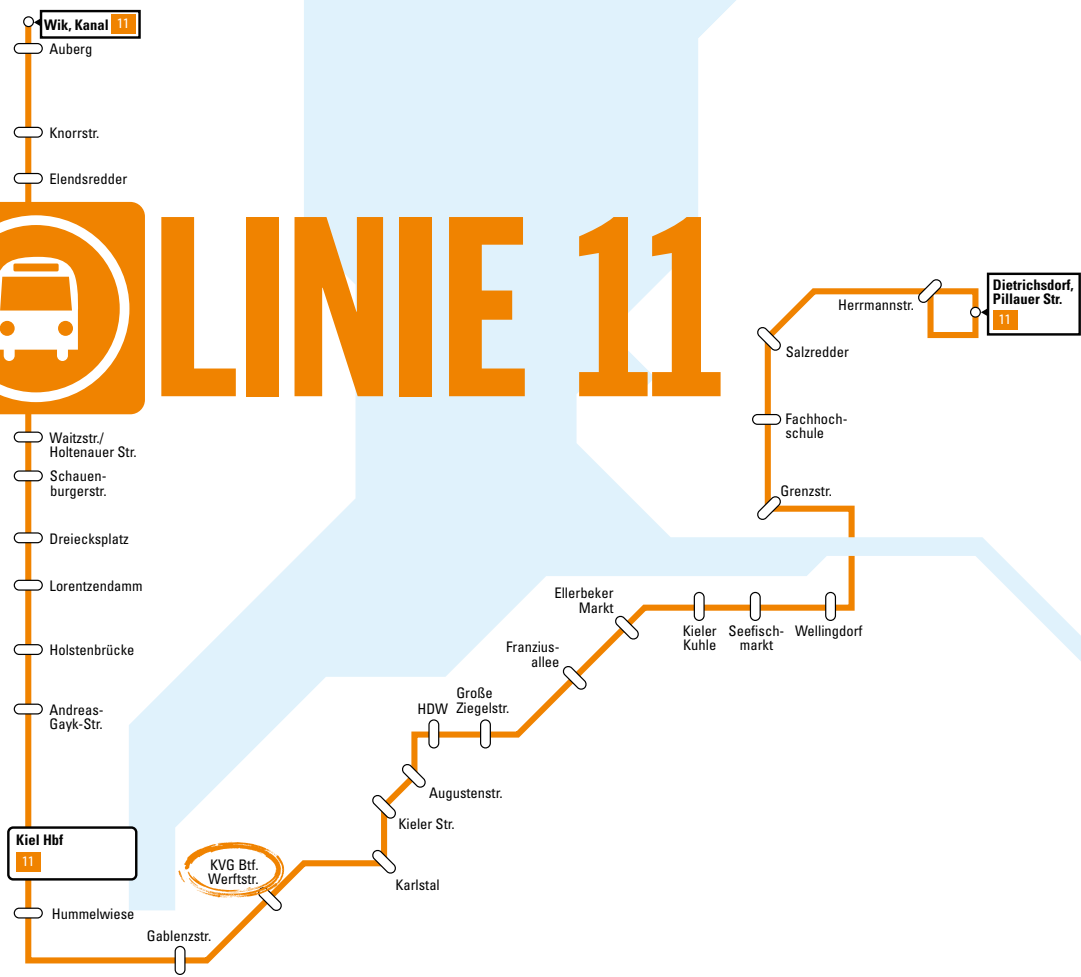 Wik, Kanal 11
Auberg
Knorrstr.
Elendsredder
LINIE 11
Waitzstr./
Holtenauer Str.
Schauen-
burgerstr.
Dreiecksplatz
Lorentzendamm
Holstenbrücke
Andreas-
Gayk-Str.
Kiel Hbf
11
Hummelwiese
Gablenzstr.
KVG Btf.
Werftstr.
Karlstal
Kieler Str.
Augustenstr.
HDW
Große
Ziegelstr.
Franzius-
allee
Ellerbeker
Markt
Kieler
Kuhle
Seefisch-
markt
Wellingdorf
Grenzstr.
Fachhoch-
schule
Salzredder
Herrmannstr.
Dietrichsdorf,
Pillauer Str.
11